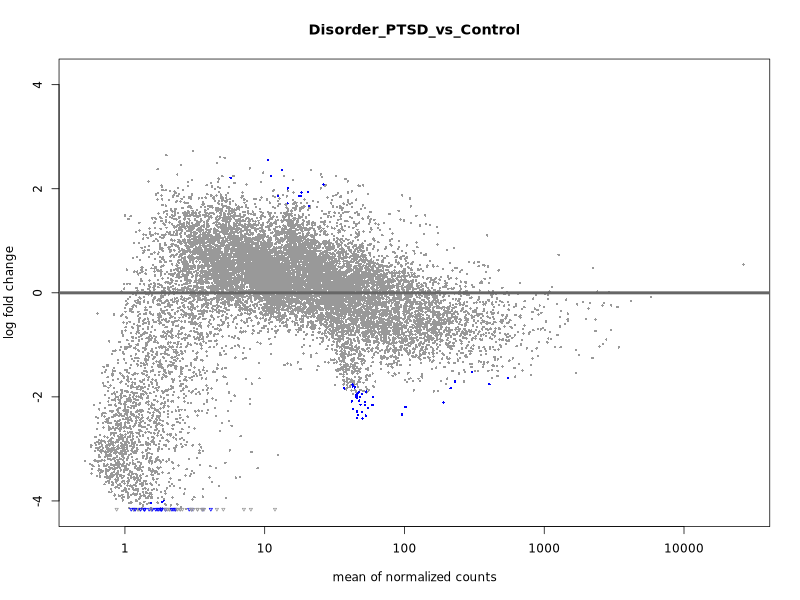 Disorder_PTSD_vs_Control
log fold change
4
2
0
-2
-4
1 10 100 1000 10000
mean of normalized counts